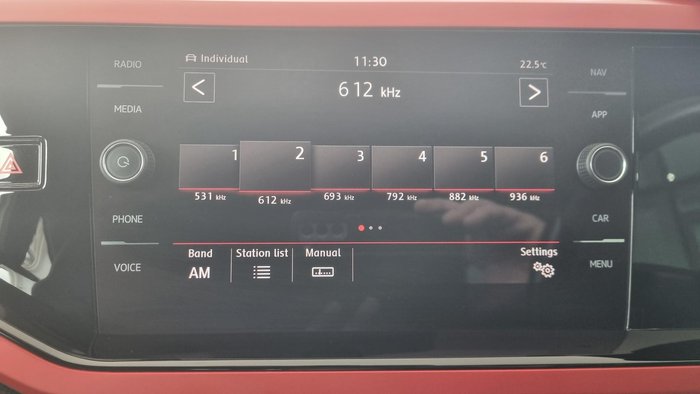 RADIO
MEDIA
PHONE
VOICE
Individual 11:30 22.5°C
< 612 kHz >
1 2 3 4 5 6
531 kHz 612 kHz 693 kHz 792 kHz 882 kHz 936 kHz
Band Station list Manual Settings
AM
NAV
APP
CAR
MENU